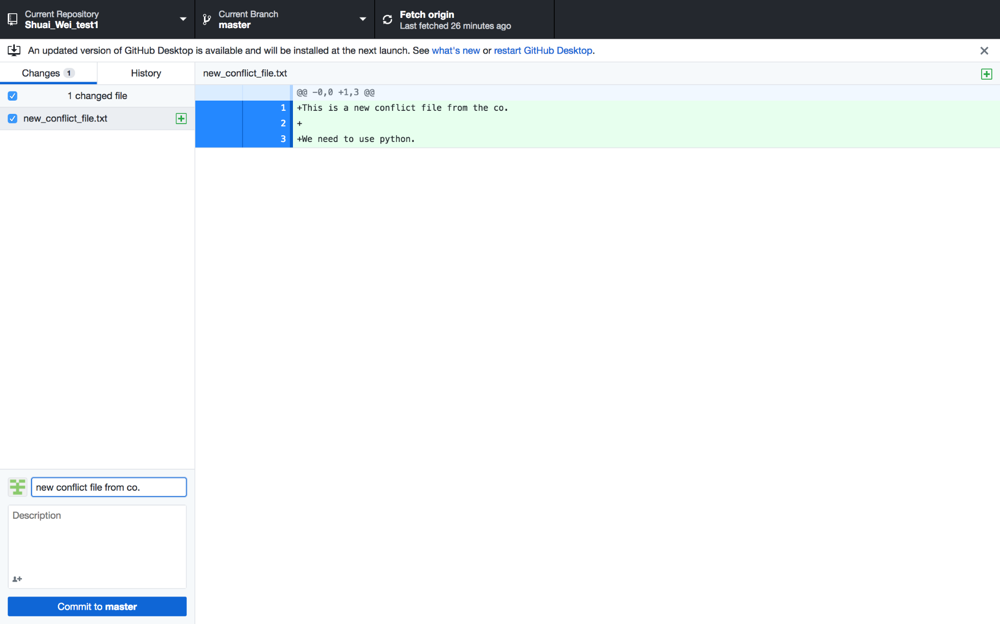 Current Repository
Shuai_Wei_test1
Current Branch
master
Fetch origin
Last fetched 26 minutes ago
An updated version of GitHub Desktop is available and will be installed at the next launch. See what's new or restart GitHub Desktop.
Changes 1
History
new_conflict_file.txt
1 changed file
new_conflict_file.txt
@@ -0,0 +1,3 @@
1 +This is a new conflict file from the co.
2 +
3 +We need to use python.
new conflict file from co.
Description
Commit to master